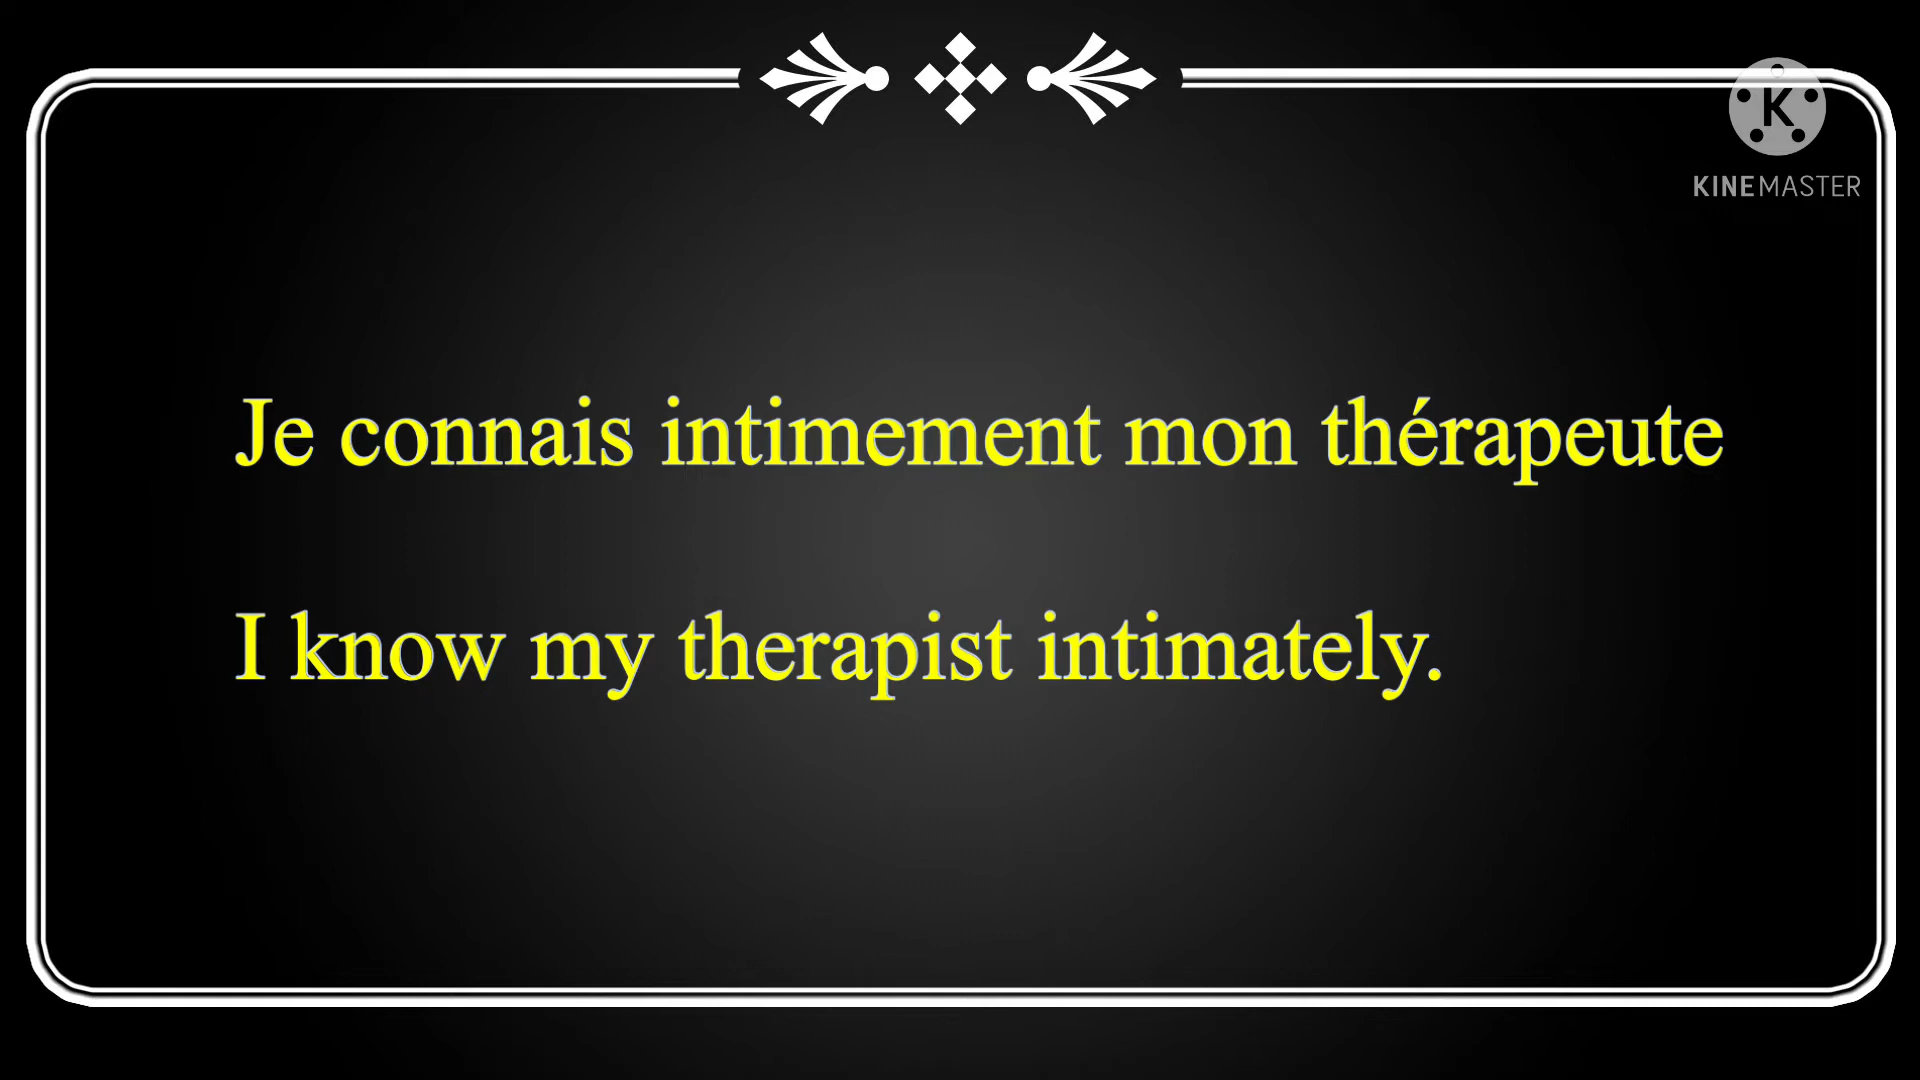 K
KINEMASTER
Je connais intimement mon thérapeute
I know my therapist intimately.